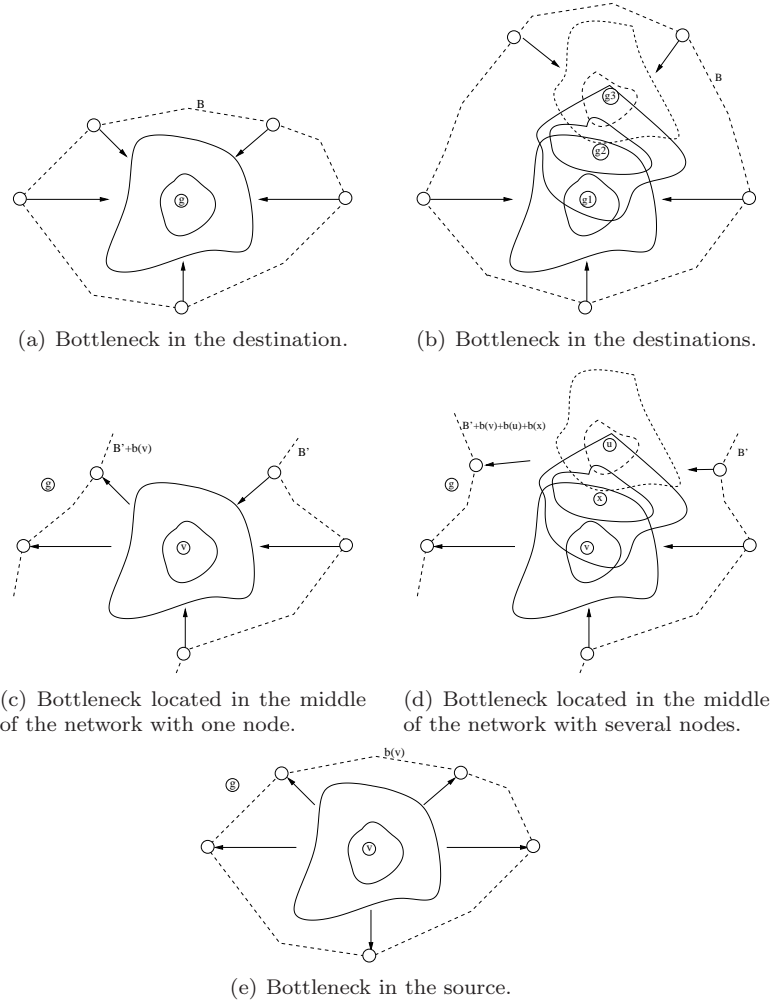 B
g
(a) Bottleneck in the destination.
B
g3
g2
g1
(b) Bottleneck in the destinations.
B'+b(v)
B'
g
v
(c) Bottleneck located in the middle
of the network with one node.
B'+b(v)+b(u)+b(x)
B'
u
g
x
v
(d) Bottleneck located in the middle
of the network with several nodes.
b(v)
g
v
(e) Bottleneck in the source.